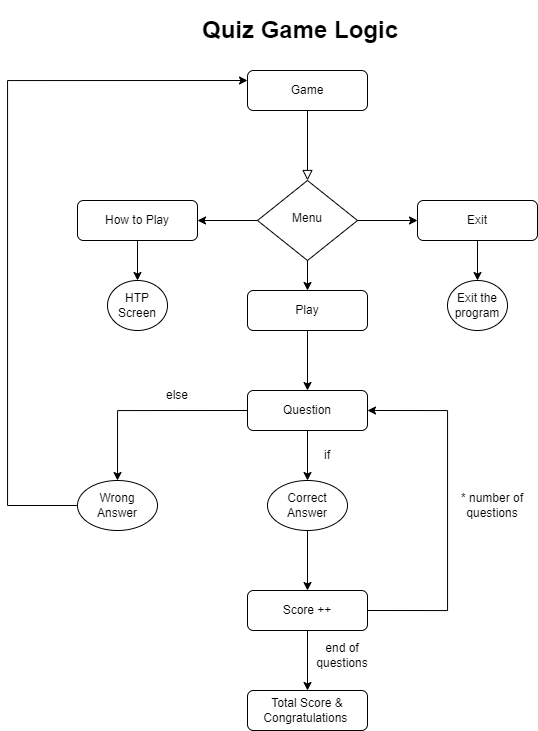 Quiz Game Logic
Game
How to Play
Menu
Exit
HTP
Screen
Exit the
program
Play
else
Question
if
Wrong
Answer
Correct
Answer
* number of
questions
Score ++
end of
questions
Total Score &
Congratulations